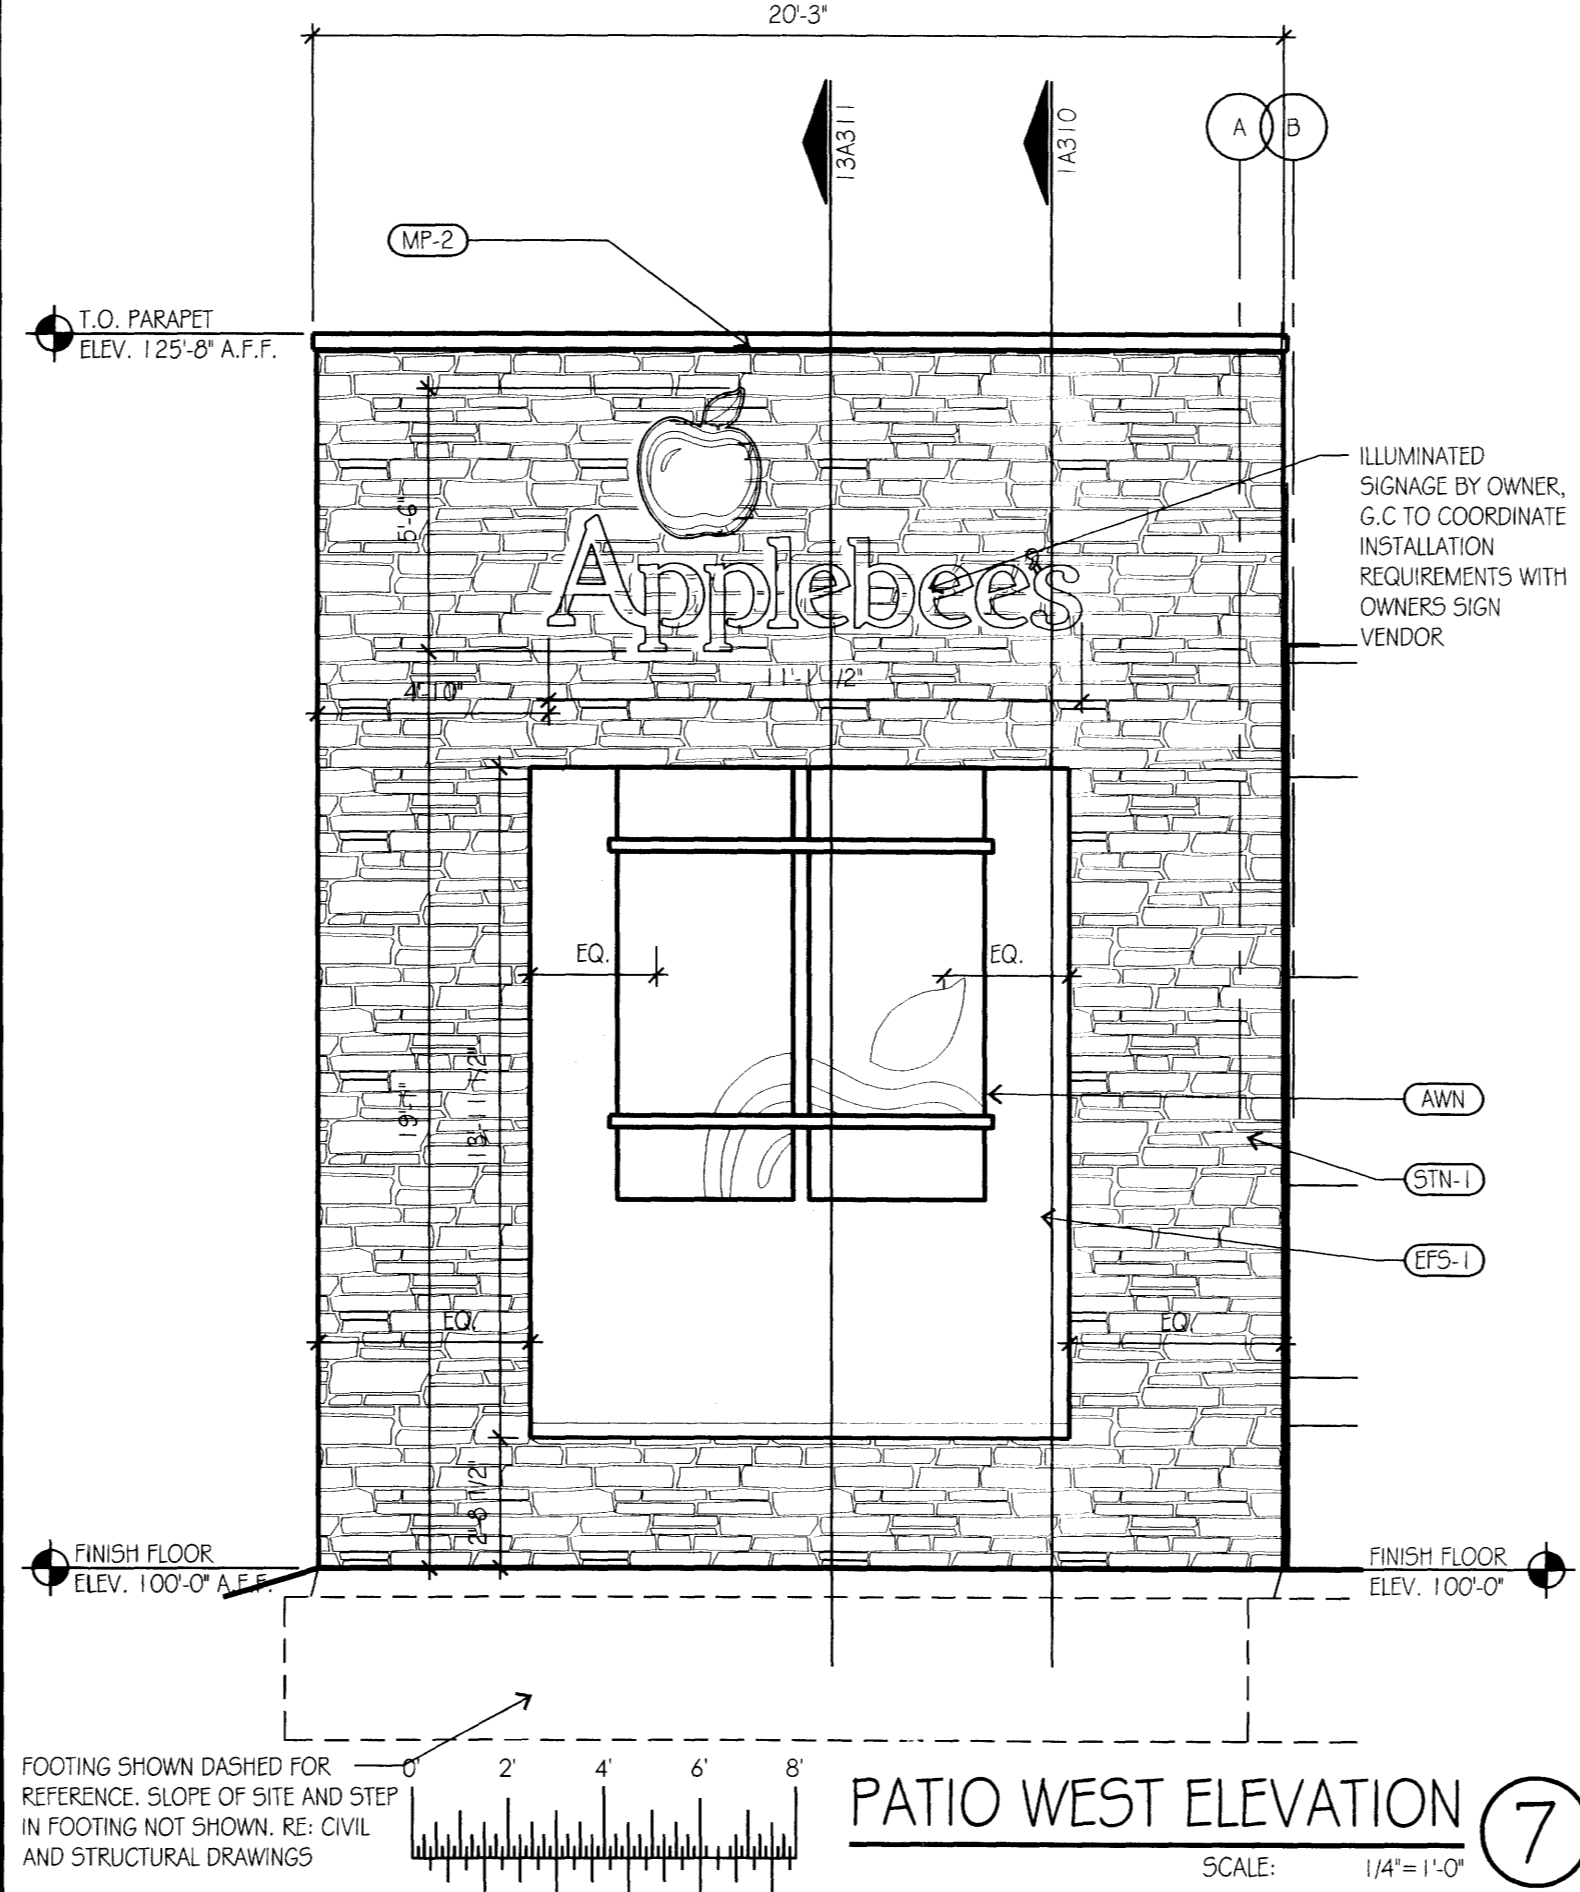 20'-3"
13A311
1A310
A
B
MP-2
T.O. PARAPET
ELEV. 125'-8" A.F.F.
ILLUMINATED
SIGNAGE BY OWNER,
G.C TO COORDINATE
INSTALLATION
REQUIREMENTS WITH
OWNERS SIGN
VENDOR
5'-6"
Applebee's
4'-10"
EQ.
EQ.
19'-1"
13'-11 1/2"
AWN
STN-1
EFS-1
EQ.
EQ.
2'-8 1/2"
FINISH FLOOR
ELEV. 100'-0" A.F.F.
FINISH FLOOR
ELEV. 100'-0"
FOOTING SHOWN DASHED FOR
REFERENCE. SLOPE OF SITE AND STEP
IN FOOTING NOT SHOWN. RE: CIVIL
AND STRUCTURAL DRAWINGS
0' 2' 4' 6' 8'
PATIO WEST ELEVATION
7
SCALE: 1/4"=1'-0"